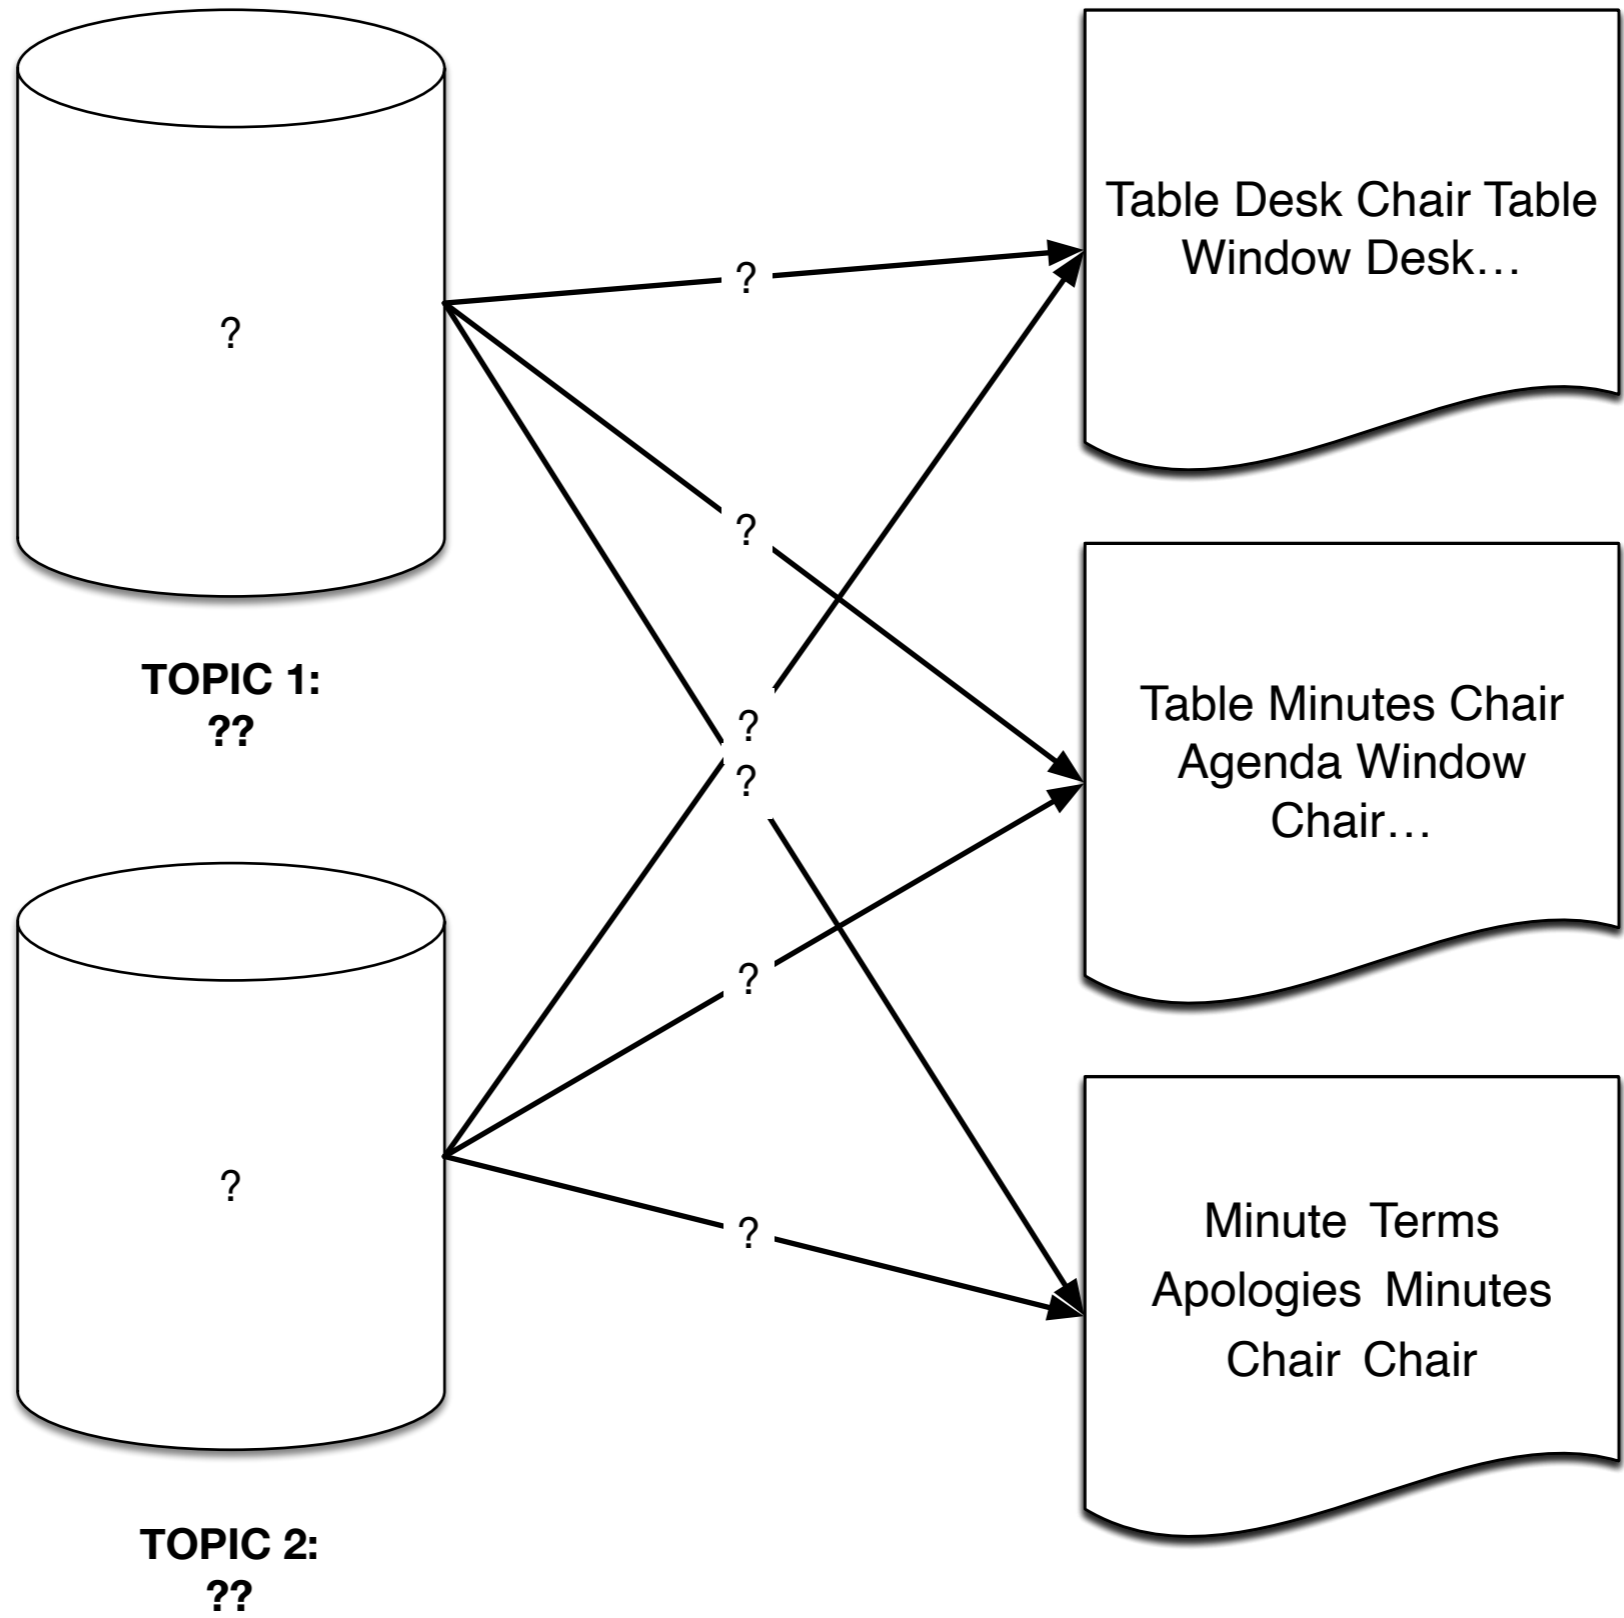 ?
TOPIC 1:
??
?
TOPIC 2:
??
?
?
?
?
?
?
Table Desk Chair Table
Window Desk…
Table Minutes Chair
Agenda Window
Chair…
Minute Terms
Apologies Minutes
Chair Chair